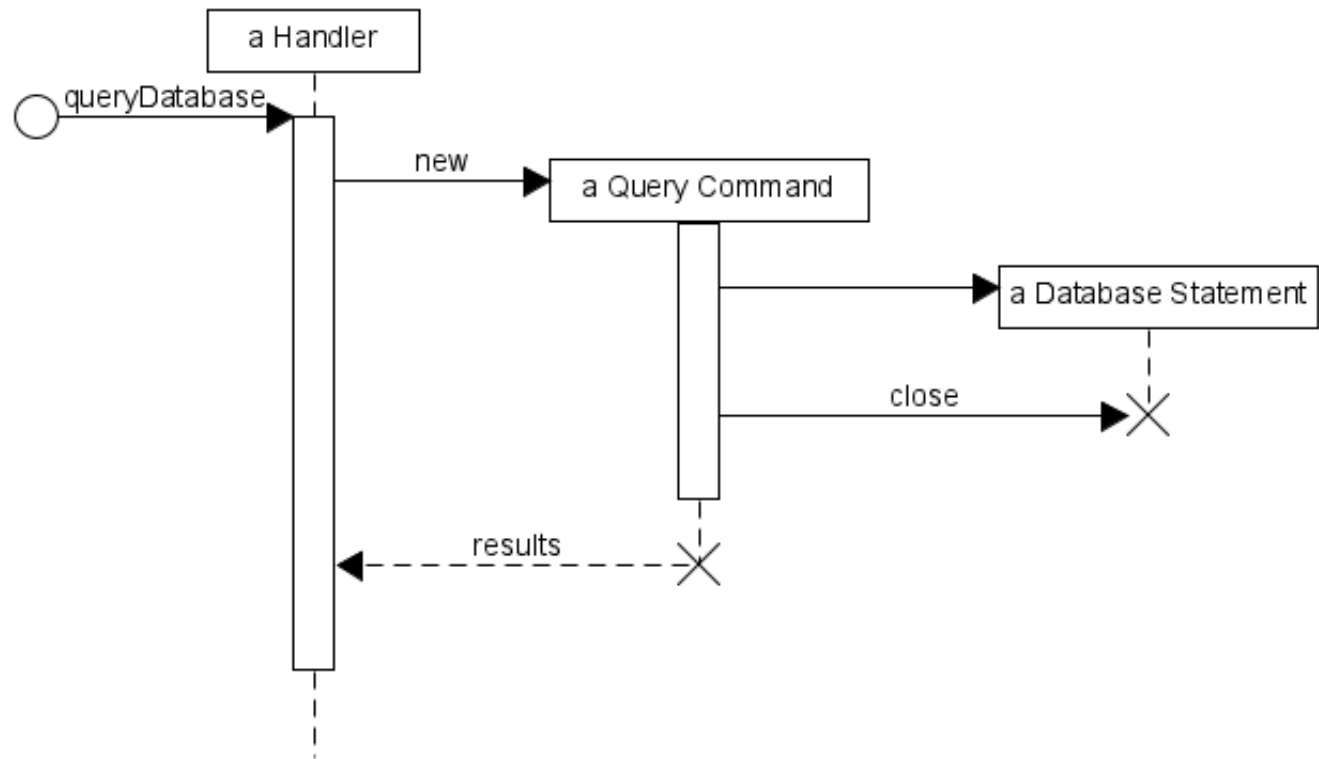 a Handler
queryDatabase
new
a Query Command
a Database Statement
close
results